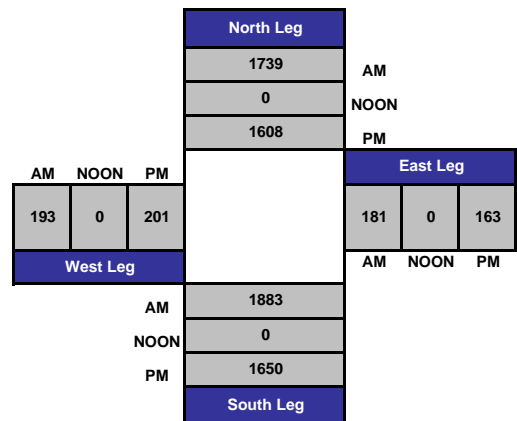 North Leg
1739 AM
0 NOON
1608 PM
AM NOON PM East Leg
193 0 201 181 0 163
West Leg AM NOON PM
AM 1883
NOON 0
PM 1650
South Leg